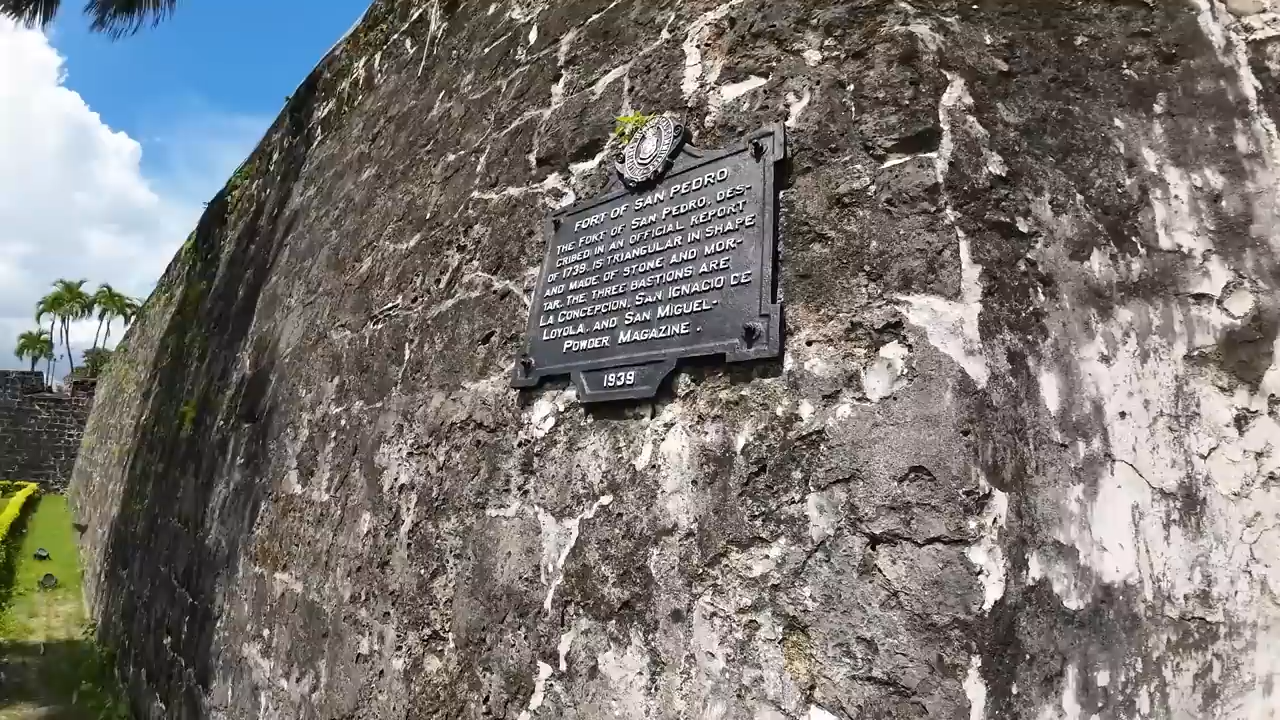 FORT OF SAN PEDRO
THE FORT OF SAN PEDRO, DES-
CRIBED IN AN OFFICIAL REPORT
OF 1739, IS TRIANGULAR IN SHAPE
AND MADE OF STONE AND MOR-
TAR. THE THREE BASTIONS ARE
LA CONCEPCION, SAN IGNACIO DE
LOYOLA, AND SAN MIGUEL-
POWDER MAGAZINE.
1939